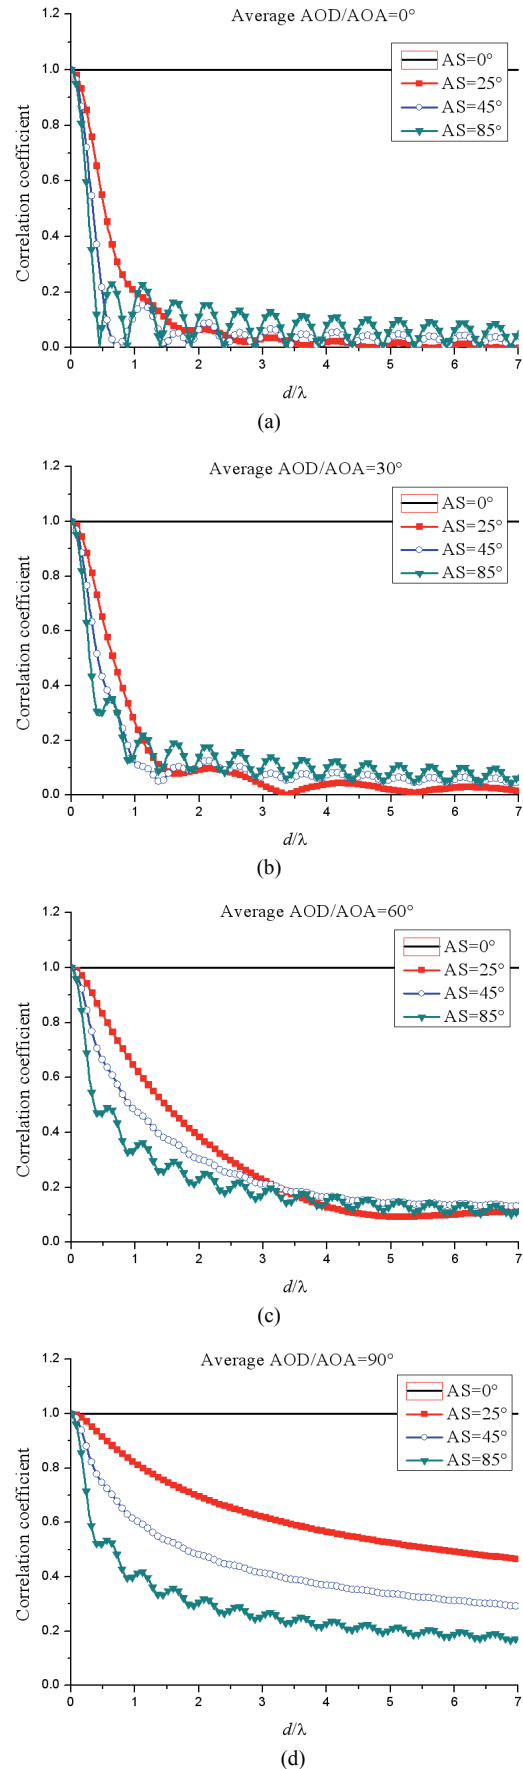 Average AOD/AOA=0°
1.2
1.0
0.8
0.6
0.4
0.2
0.0
Correlation coefficient
AS=0°
AS=25°
AS=45°
AS=85°
0 1 2 3 4 5 6 7
d/λ
(a)
Average AOD/AOA=30°
1.2
1.0
0.8
0.6
0.4
0.2
0.0
Correlation coefficient
AS=0°
AS=25°
AS=45°
AS=85°
0 1 2 3 4 5 6 7
d/λ
(b)
Average AOD/AOA=60°
1.2
1.0
0.8
0.6
0.4
0.2
0.0
Correlation coefficient
AS=0°
AS=25°
AS=45°
AS=85°
0 1 2 3 4 5 6 7
d/λ
(c)
Average AOD/AOA=90°
1.2
1.0
0.8
0.6
0.4
0.2
0.0
Correlation coefficient
AS=0°
AS=25°
AS=45°
AS=85°
0 1 2 3 4 5 6 7
d/λ
(d)